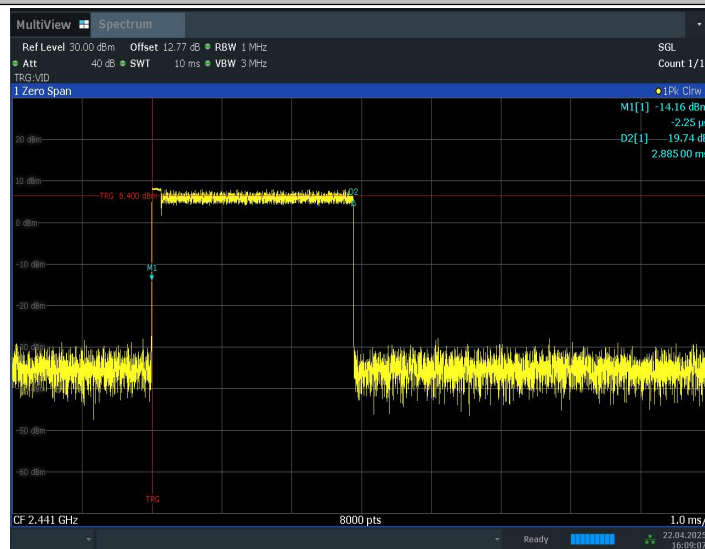 MultiView Spectrum
Ref Level 30.00 dBm Offset 12.77 dB RBW 1 MHz SGL
Att 40 dB SWT 10 ms VBW 3 MHz Count 1/1
TRG:VID
1 Zero Span 1Pk Clrw
M1[1] -14.16 dBm
-2.25 µ
D2[1] 19.74 dB
2.88500 ms
20 dBm
10 dBm
TRG 6.400 dBm
D2
0 dBm
-10 dBm
M1
-20 dBm
-50 dBm
-60 dBm
TRG
CF 2.441 GHz 8000 pts 1.0 ms/
Ready 22.04.2025
16:09:07